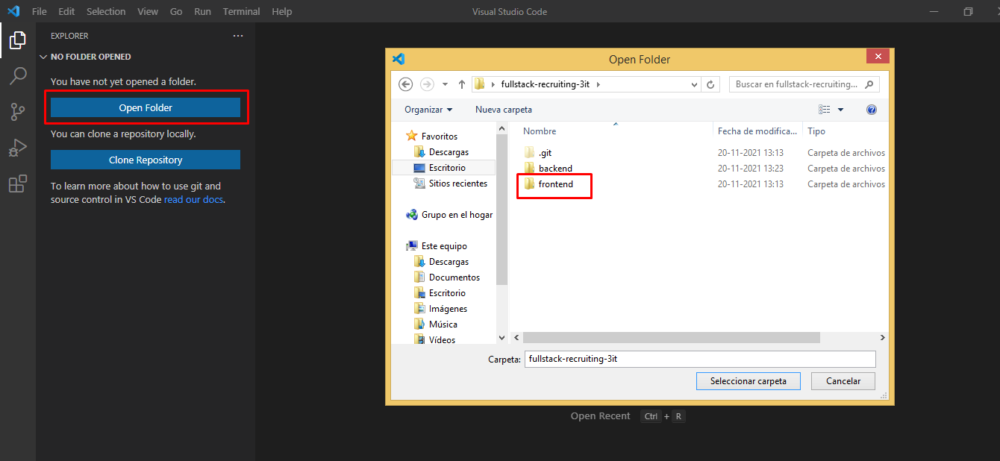 File Edit Selection View Go Run Terminal Help Visual Studio Code
EXPLORER ...
NO FOLDER OPENED
You have not yet opened a folder.
Open Folder
You can clone a repository locally.
Clone Repository
To learn more about how to use git and
source control in VS Code read our docs.
Open Folder
fullstack-recruiting-3it
Buscar en fullstack-recruiting...
Organizar
Nueva carpeta
Favoritos
Descargas
Escritorio
Sitios recientes
Grupo en el hogar
Este equipo
Descargas
Documentos
Escritorio
Imágenes
Música
Vídeos
Nombre Fecha de modifica... Tipo
.git 20-11-2021 13:13 Carpeta de archivos
backend 20-11-2021 13:23 Carpeta de archivos
frontend 20-11-2021 13:13 Carpeta de archivos
Carpeta: fullstack-recruiting-3it
Seleccionar carpeta Cancelar
Open Recent Ctrl + R